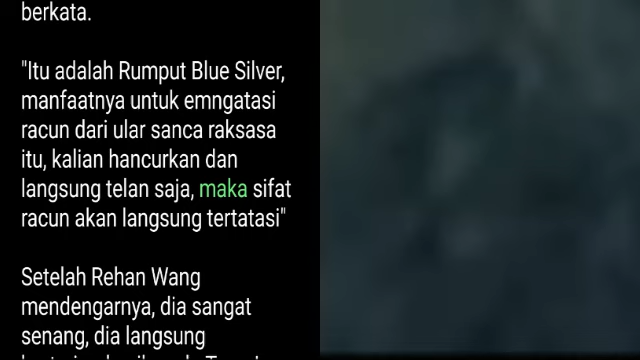 berkata.
"Itu adalah Rumput Blue Silver,
manfaatnya untuk emngatasi
racun dari ular sanca raksasa
itu, kalian hancurkan dan
langsung telan saja, maka sifat
racun akan langsung tertatasi"
Setelah Rehan Wang
mendengarnya, dia sangat
senang, dia langsung